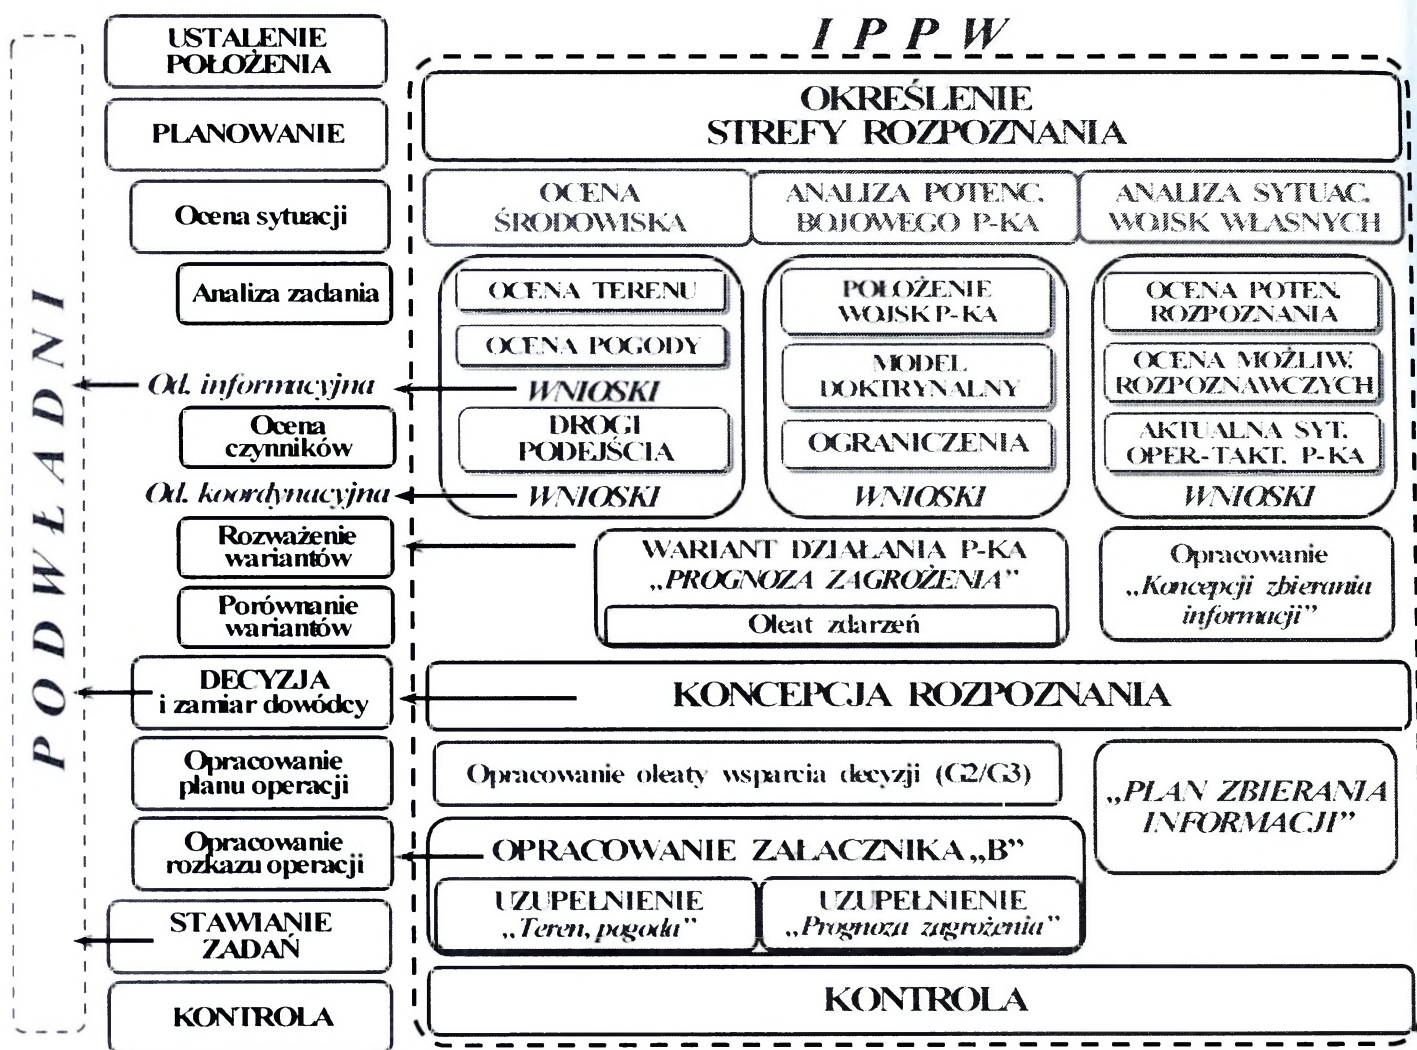 I P P W
PODWŁADNI
USTALENIE
POŁOŻENIA
PLANOWANIE
Ocena sytuacji
Analiza zadania
Od. informacyjna
Ocena
czynników
Od. koordynacyjna
Rozważenie
wariantów
Porównanie
wariantów
DECYZJA
i zamiar dowódcy
Opracowanie
planu operacji
Opracowanie
rozkazu operacji
STAWIANIE
ZADAŃ
KONTROLA
OKREŚLENIE
STREFY ROZPOZNANIA
OCENA
ŚRODOWISKA
ANALIZA POTENC.
BOJOWEGO P-KA
ANALIZA SYTUAC.
WOJSK WŁASNYCH
OCENA TERENU
OCENA POGODY
WNIOSKI
DROGI
PODEJŚCIA
WNIOSKI
POŁOŻENIE
WOJSK P-KA
MODEL
DOKTRYNALNY
OGRANICZENIA
WNIOSKI
OCENA POTEN.
ROZPOZNANIA
OCENA MOŻLIW.
ROZPOZNAWCZYCH
AKTUALNA SYT.
OPER-TAKT. P-KA
WNIOSKI
WARIANT DZIAŁANIA P-KA
„PROGNOZA ZAGROŻENIA”
Oleat zdarzeń
Opracowanie
„Koncepcji zbierania
informacji”
KONCEPCJA ROZPOZNANIA
Opracowanie oleaty wsparcia decyzji (G2/G3)
„PLAN ZBIERANIA
INFORMACJI”
OPRACOWANIE ZAŁACZNIKA „B”
UZUPEŁNIENIE
„Teren, pogoda”
UZUPEŁNIENIE
„Prognoza zagrożenia”
KONTROLA